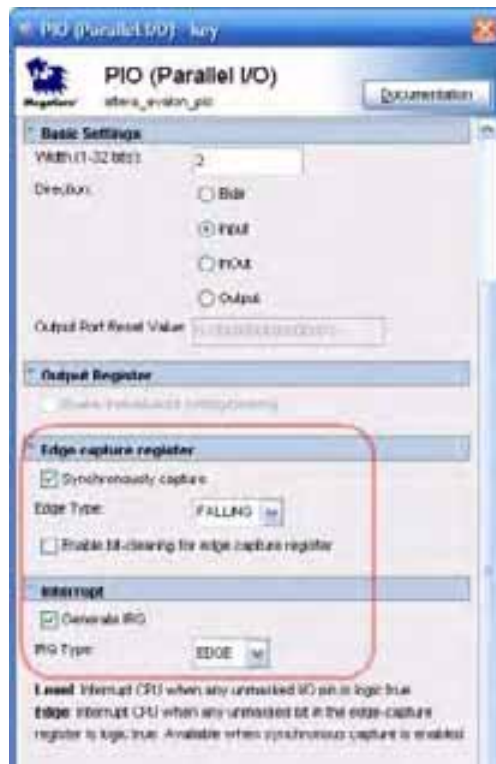 PIO (Parallel I/O) - key
PIO (Parallel I/O)
MegaCore
altera_avalon_pio
Documentation
Basic Settings
Width (1-32 bits):
Direction:
Bidir
Input
InOut
Output
Output Port Reset Value:
Output Register
Edge capture register
Synchronously capture
Edge Type:
FALLING
Enable bit-clearing for edge capture register
Interrupt
Generate IRQ
IRQ Type:
EDGE
Level: Interrupt CPU when any unmasked I/O pin is logic true
Edge: Interrupt CPU when any unmasked bit in the edge-capture
register is logic true. Available when synchronous capture is enabled